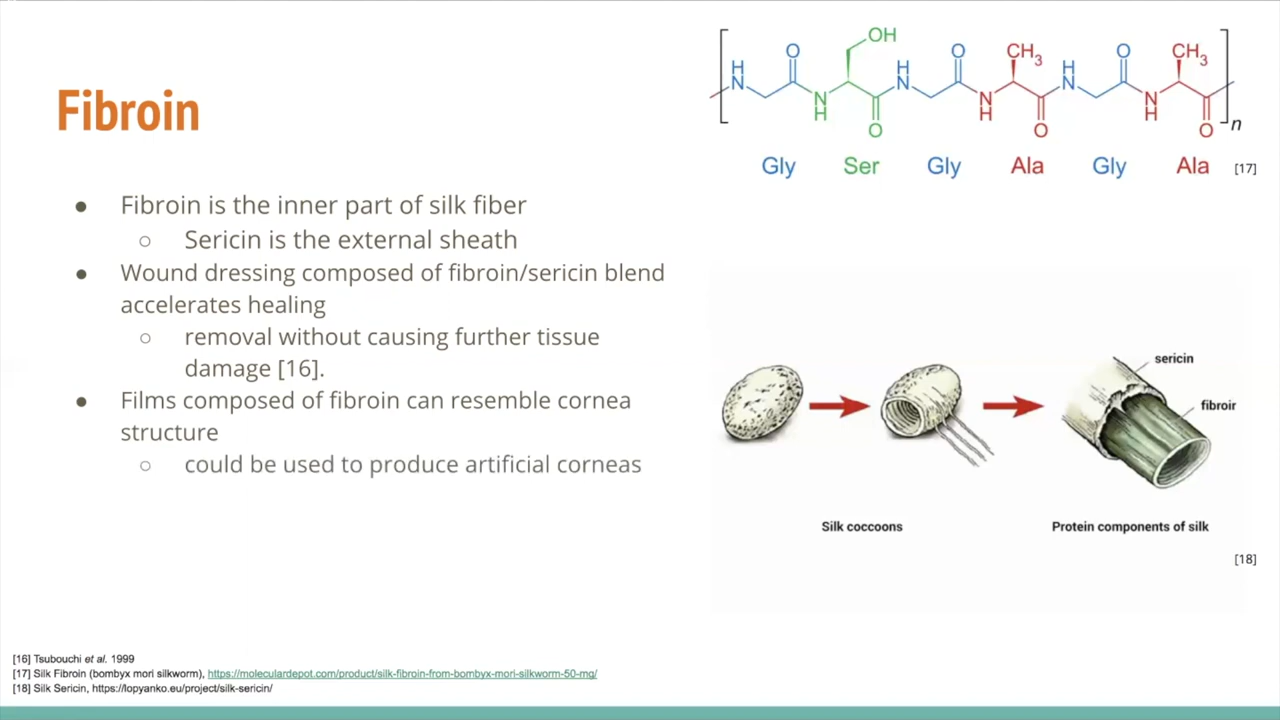 Fibroin
● Fibroin is the inner part of silk fiber
○ Sericin is the external sheath
● Wound dressing composed of fibroin/sericin blend
accelerates healing
○ removal without causing further tissue
damage [16].
● Films composed of fibroin can resemble cornea
structure
○ could be used to produce artificial corneas
OH
H O H O CH3 H O CH3
N N N N N N
H O H O H O
n
Gly Ser Gly Ala Gly Ala [17]
sericin
fibroir
Silk coccoons Protein components of silk
[18]
[16] Tsubouchi et al. 1999
[17] Silk Fibroin (bombyx mori silkworm), https://moleculardepot.com/product/silk-fibroin-from-bombyx-mori-silkworm-50-mg/
[18] Silk Sericin, https://lopyanko.eu/project/silk-sericin/